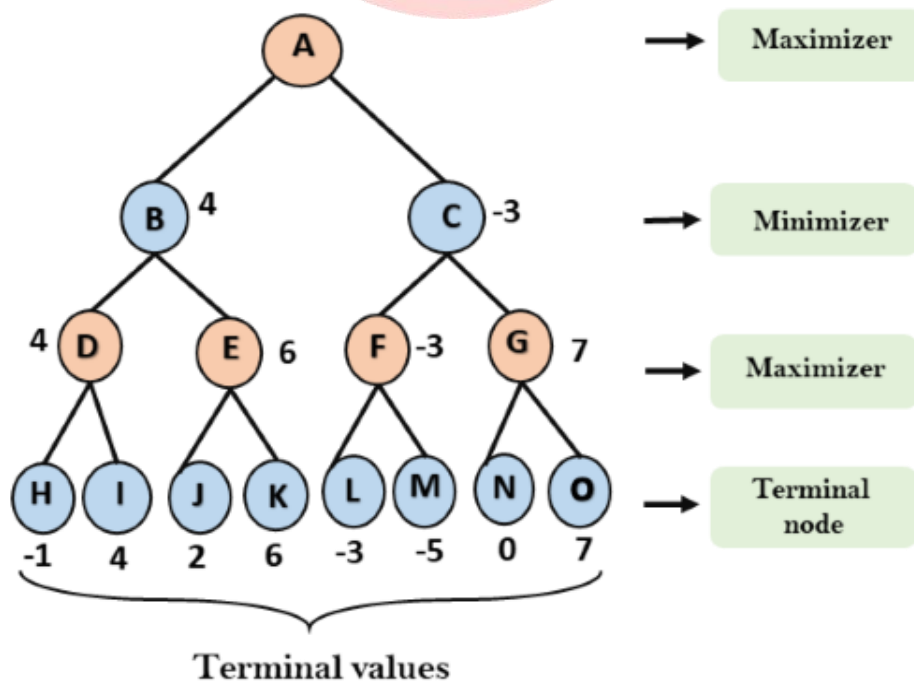 A
Maximizer
B 4
C -3
Minimizer
4 D
E 6
F -3
G 7
Maximizer
H I J K L M N O
Terminal
node
-1 4 2 6 -3 -5 0 7
Terminal values